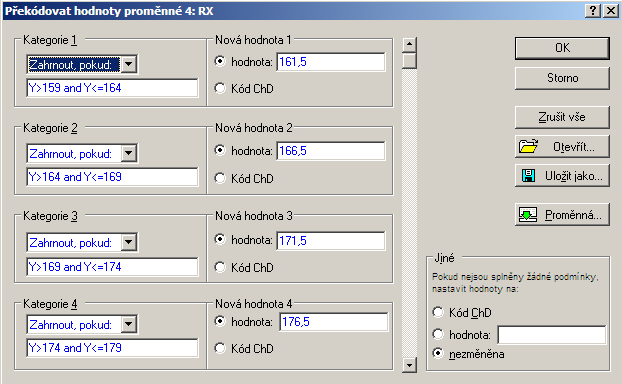 Překódovat hodnoty proměnné 4: RX
Kategorie 1
Zahrnout, pokud:
Y>159 and Y<=164
Nová hodnota 1
hodnota: 161,5
Kód ChD
Kategorie 2
Zahrnout, pokud:
Y>164 and Y<=169
Nová hodnota 2
hodnota: 166,5
Kód ChD
Kategorie 3
Zahrnout, pokud:
Y>169 and Y<=174
Nová hodnota 3
hodnota: 171,5
Kód ChD
Kategorie 4
Zahrnout, pokud:
Y>174 and Y<=179
Nová hodnota 4
hodnota: 176,5
Kód ChD
OK
Storno
Zrušit vše
Otevřít...
Uložit jako...
Proměnná...
Jiné
Pokud nejsou splněny žádné podmínky,
nastavit hodnoty na:
Kód ChD
hodnota:
nezměněna